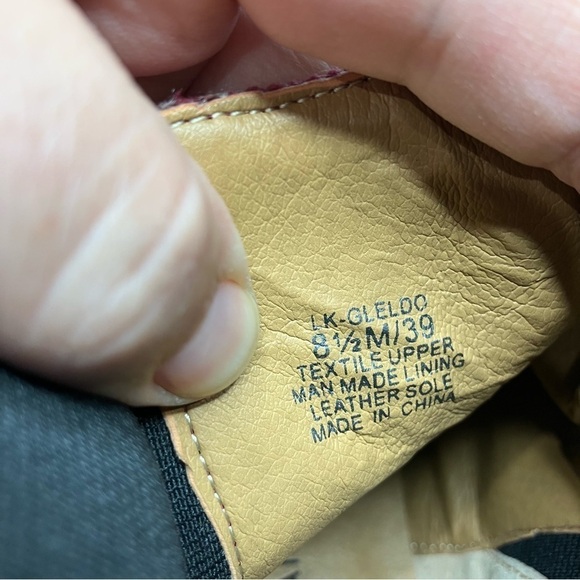 LK-GLELDO
8½M/39
TEXTILE UPPER
MAN MADE LINING
LEATHER SOLE
MADE IN CHINA